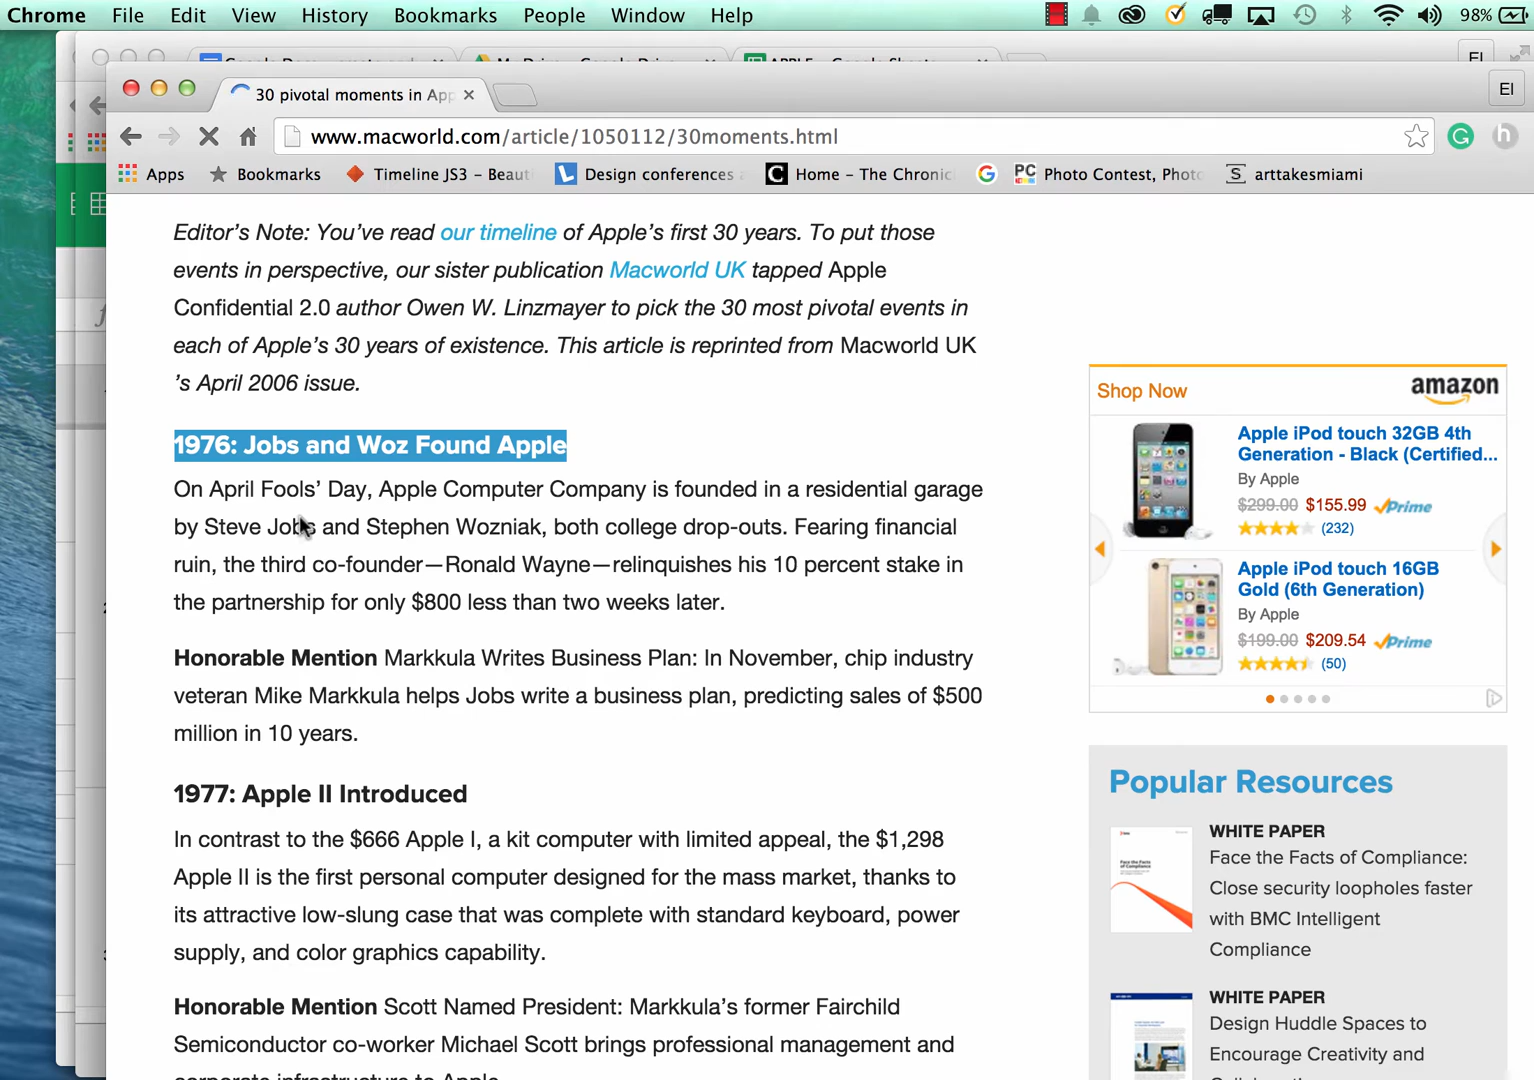 Chrome File Edit View History Bookmarks People Window Help 98%
30 pivotal moments in App
El
www.macworld.com/article/1050112/30moments.html
Apps Bookmarks Timeline JS3 – Beaut Design conferences Home – The Chronic Photo Contest, Photo arttakesmiami
Editor’s Note: You’ve read our timeline of Apple’s first 30 years. To put those
events in perspective, our sister publication Macworld UK tapped Apple
Confidential 2.0 author Owen W. Linzmayer to pick the 30 most pivotal events in
each of Apple’s 30 years of existence. This article is reprinted from Macworld UK
’s April 2006 issue.
1976: Jobs and Woz Found Apple
On April Fools’ Day, Apple Computer Company is founded in a residential garage
by Steve Jobs and Stephen Wozniak, both college drop-outs. Fearing financial
ruin, the third co-founder—Ronald Wayne—relinquishes his 10 percent stake in
the partnership for only $800 less than two weeks later.
Honorable Mention Markkula Writes Business Plan: In November, chip industry
veteran Mike Markkula helps Jobs write a business plan, predicting sales of $500
million in 10 years.
1977: Apple II Introduced
In contrast to the $666 Apple I, a kit computer with limited appeal, the $1,298
Apple II is the first personal computer designed for the mass market, thanks to
its attractive low-slung case that was complete with standard keyboard, power
supply, and color graphics capability.
Honorable Mention Scott Named President: Markkula’s former Fairchild
Semiconductor co-worker Michael Scott brings professional management and
corporate infrastructure to Apple.
Shop Now amazon
Apple iPod touch 32GB 4th
Generation - Black (Certified...
By Apple
$299.00 $155.99 Prime
(232)
Apple iPod touch 16GB
Gold (6th Generation)
By Apple
$199.00 $209.54 Prime
(50)
Popular Resources
WHITE PAPER
Face the Facts of Compliance:
Close security loopholes faster
with BMC Intelligent
Compliance
WHITE PAPER
Design Huddle Spaces to
Encourage Creativity and